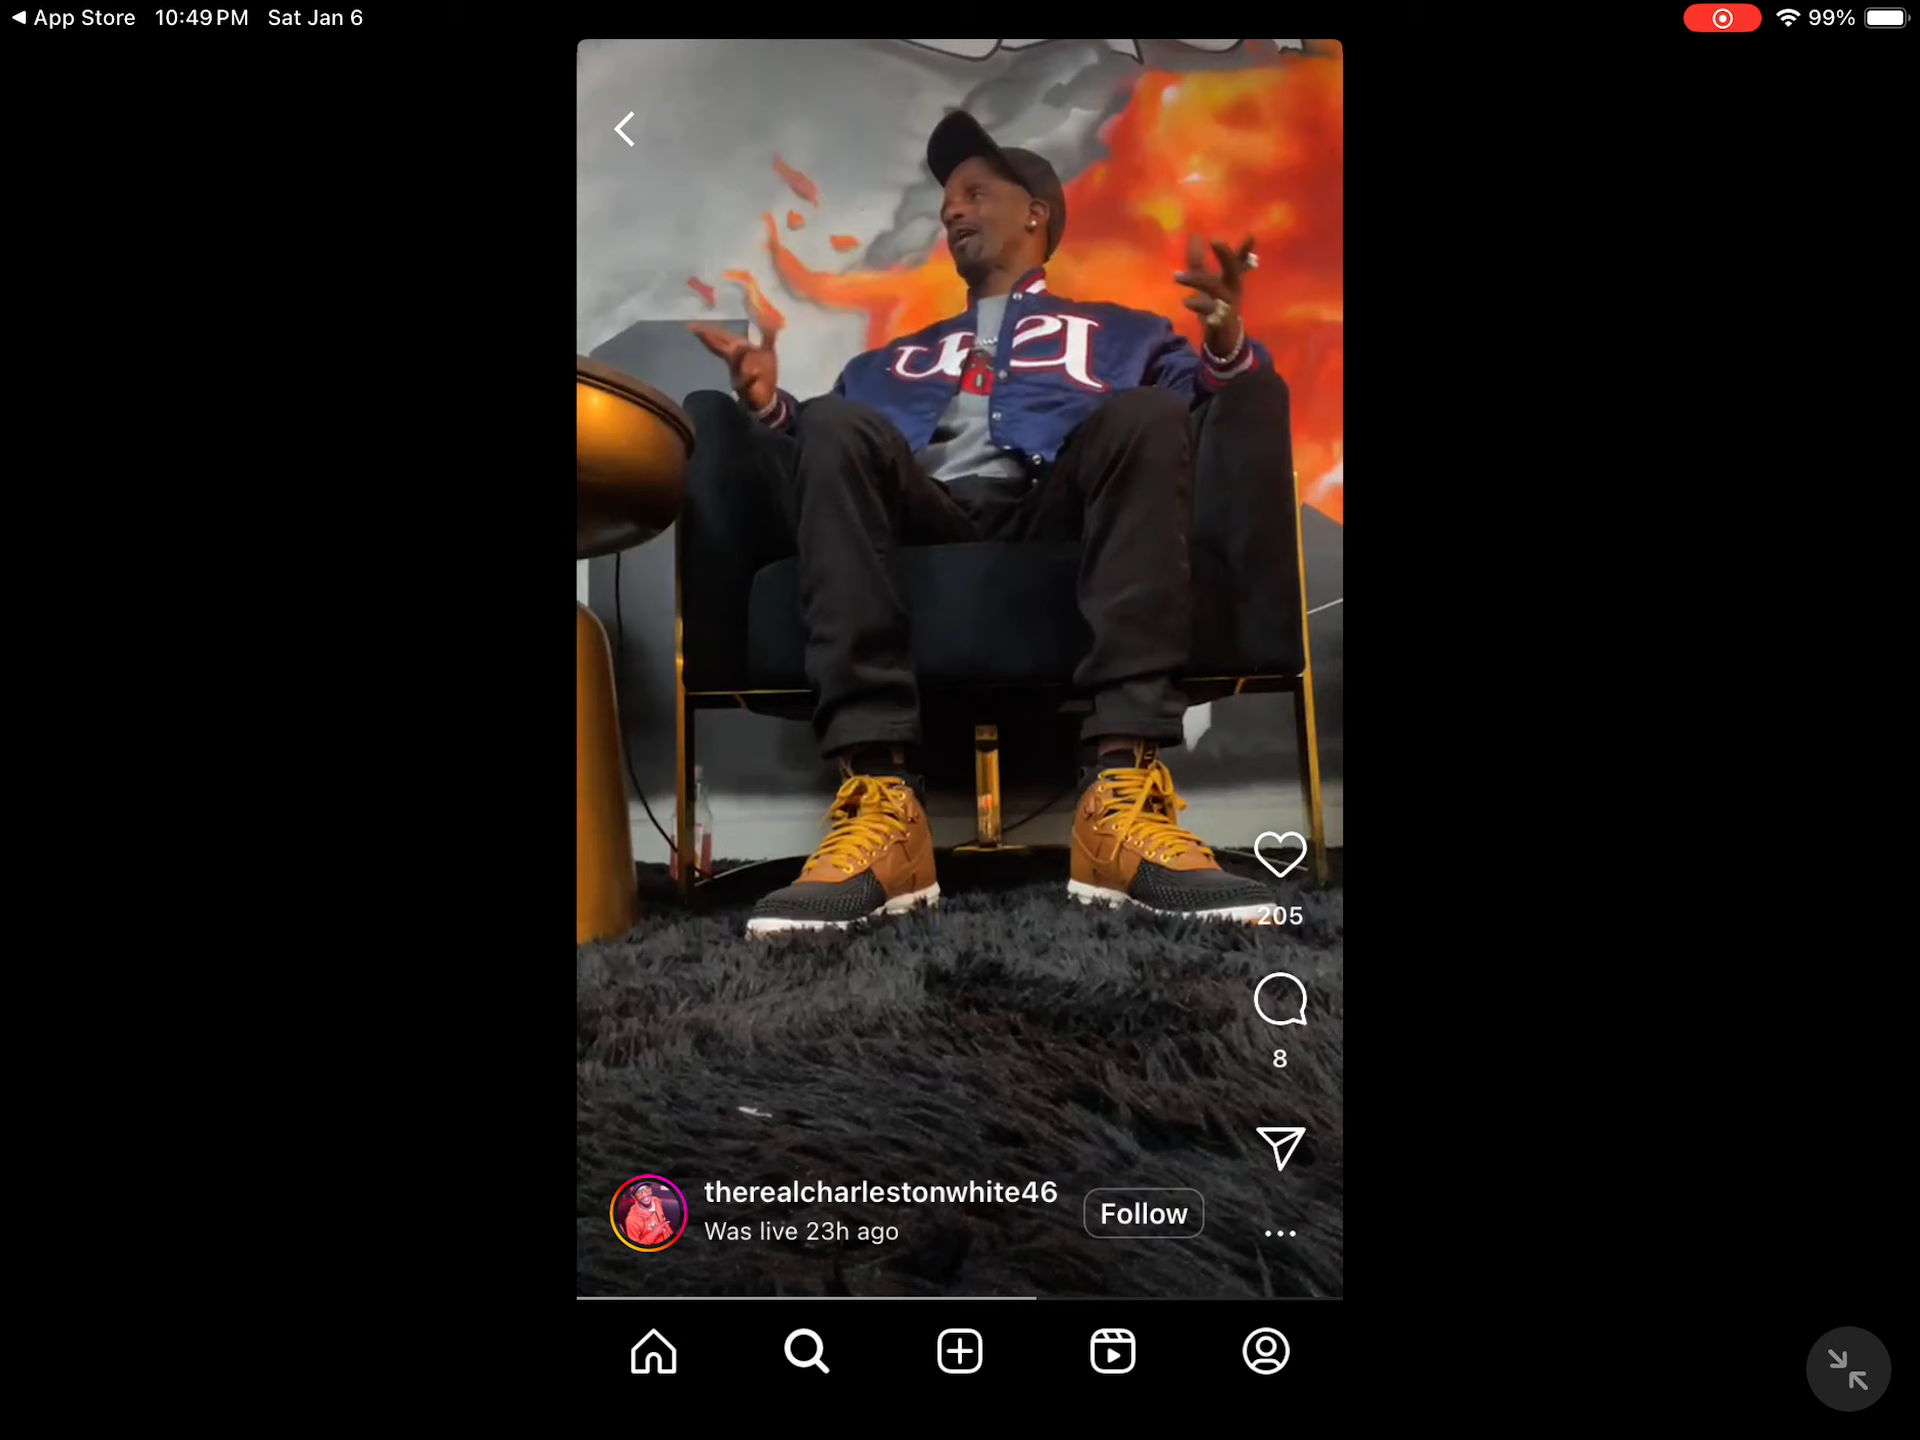 App Store 10:49 PM Sat Jan 6 99%
205
8
therealcharlestonwhite46
Was live 23h ago
Follow